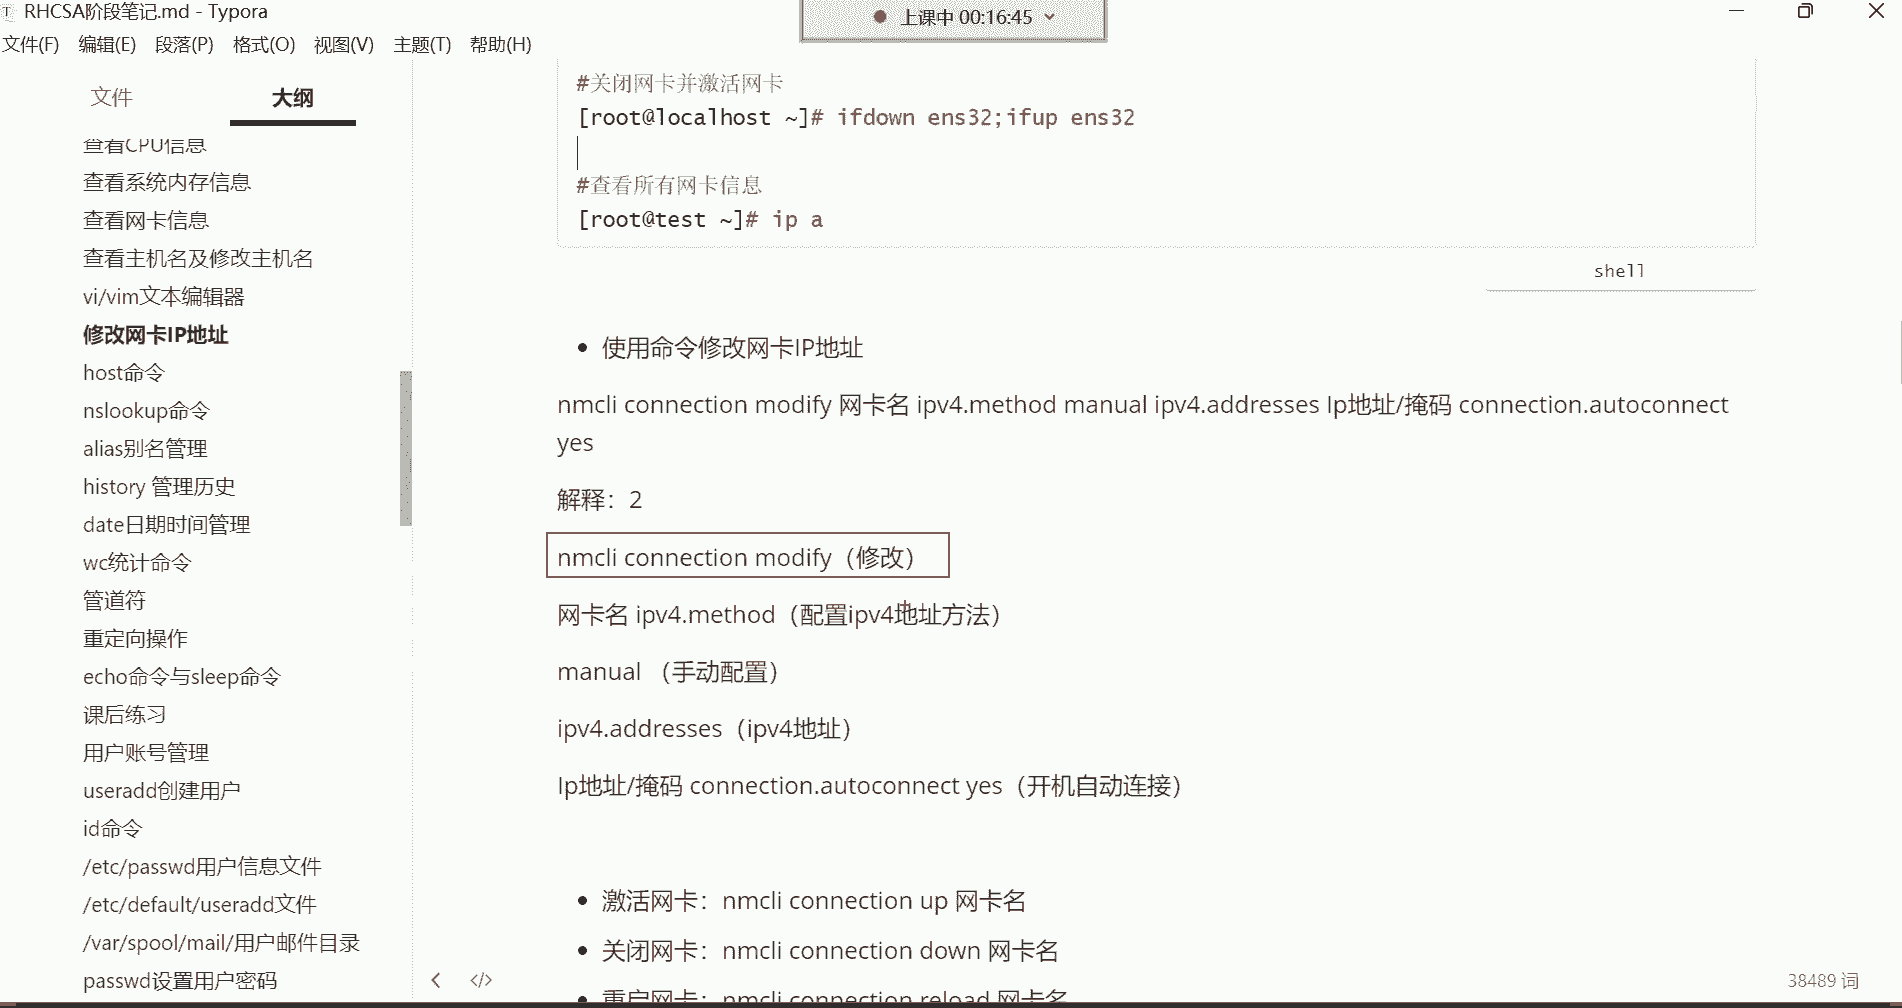 RHCSA阶段笔记.md - Typora
上课中 00:16:45
文件(F) 编辑(E) 段落(P) 格式(O) 视图(V) 主题(T) 帮助(H)
文件 大纲
查看CPU信息
查看系统内存信息
查看网卡信息
查看主机名及修改主机名
vi/vim文本编辑器
修改网卡IP地址
host命令
nslookup命令
alias别名管理
history 管理历史
date日期时间管理
wc统计命令
管道符
重定向操作
echo命令与sleep命令
课后练习
用户账号管理
useradd创建用户
id命令
/etc/passwd用户信息文件
/etc/default/useradd文件
/var/spool/mail/用户邮件目录
passwd设置用户密码
#关闭网卡并激活网卡
[root@localhost ~]# ifdown ens32;ifup ens32
#查看所有网卡信息
[root@test ~]# ip a
shell
使用命令修改网卡IP地址
nmcli connection modify 网卡名 ipv4.method manual ipv4.addresses Ip地址/掩码 connection.autoconnect
yes
解释：2
nmcli connection modify（修改）
网卡名 ipv4.method（配置ipv4地址方法）
manual （手动配置）
ipv4.addresses（ipv4地址）
Ip地址/掩码 connection.autoconnect yes（开机自动连接）
激活网卡：nmcli connection up 网卡名
关闭网卡：nmcli connection down 网卡名
重启网卡：nmcli connection reload 网卡名
38489 词